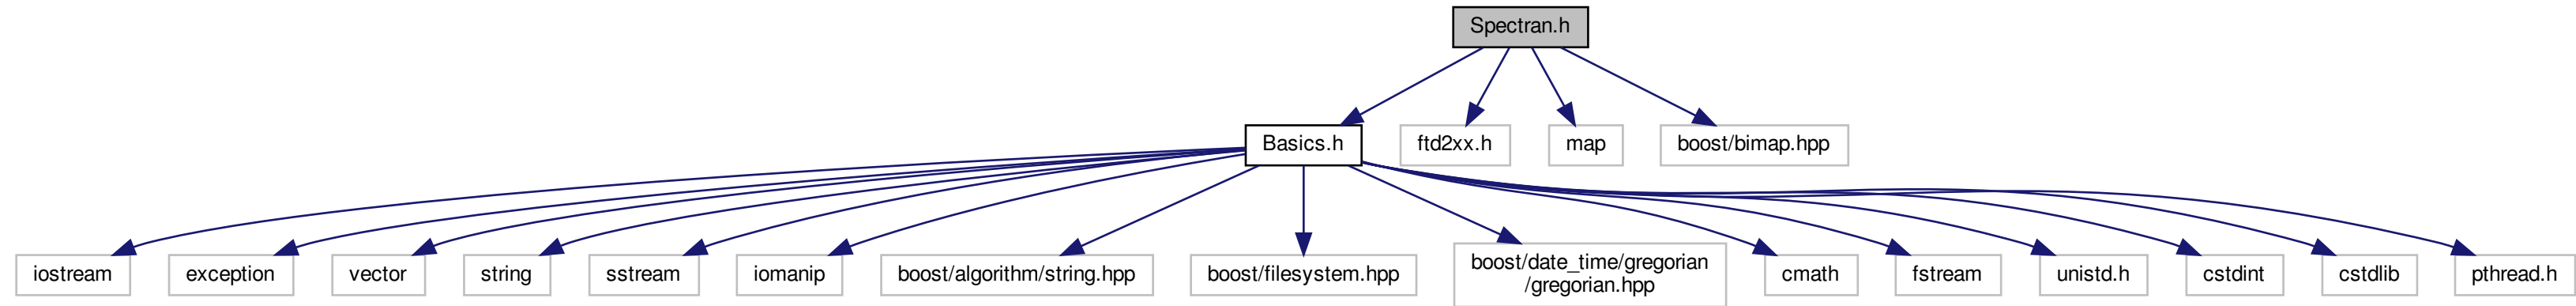 Spectran.h
Basics.h
ftd2xx.h
map
boost/bimap.hpp
iostream
exception
vector
string
sstream
iomanip
boost/algorithm/string.hpp
boost/filesystem.hpp
boost/date_time/gregorian
/gregorian.hpp
cmath
fstream
unistd.h
cstdint
cstdlib
pthread.h